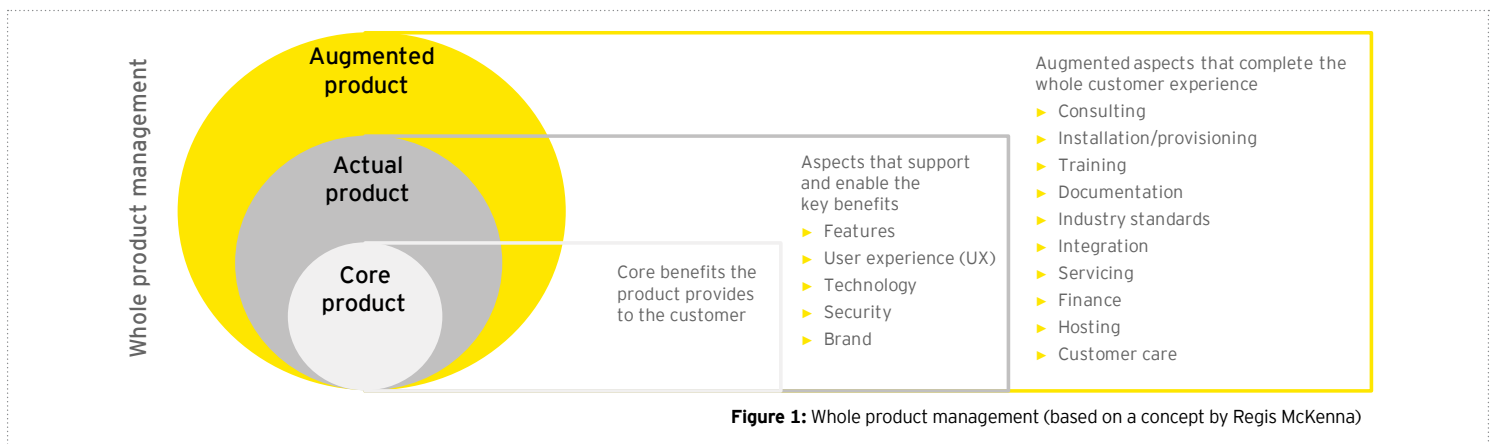 Whole product management
Augmented
product
Actual
product
Core
product
Core benefits the
product provides
to the customer
Aspects that support
and enable the
key benefits
► Features
► User experience (UX)
► Technology
► Security
► Brand
Augmented aspects that complete the
whole customer experience
► Consulting
► Installation/provisioning
► Training
► Documentation
► Industry standards
► Integration
► Servicing
► Finance
► Hosting
► Customer care
Figure 1: Whole product management (based on a concept by Regis McKenna)